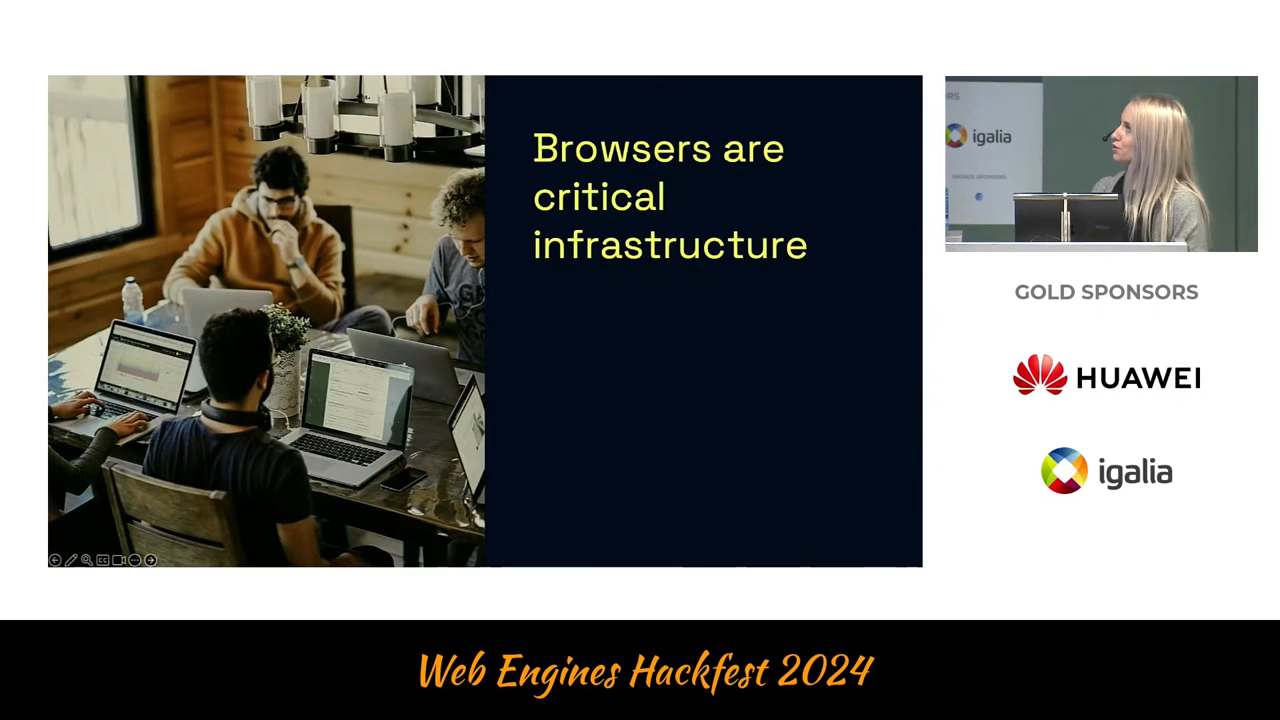 Browsers are
critical
infrastructure
igalia
GOLD SPONSORS
HUAWEI
igalia
Web Engines Hackfest 2024